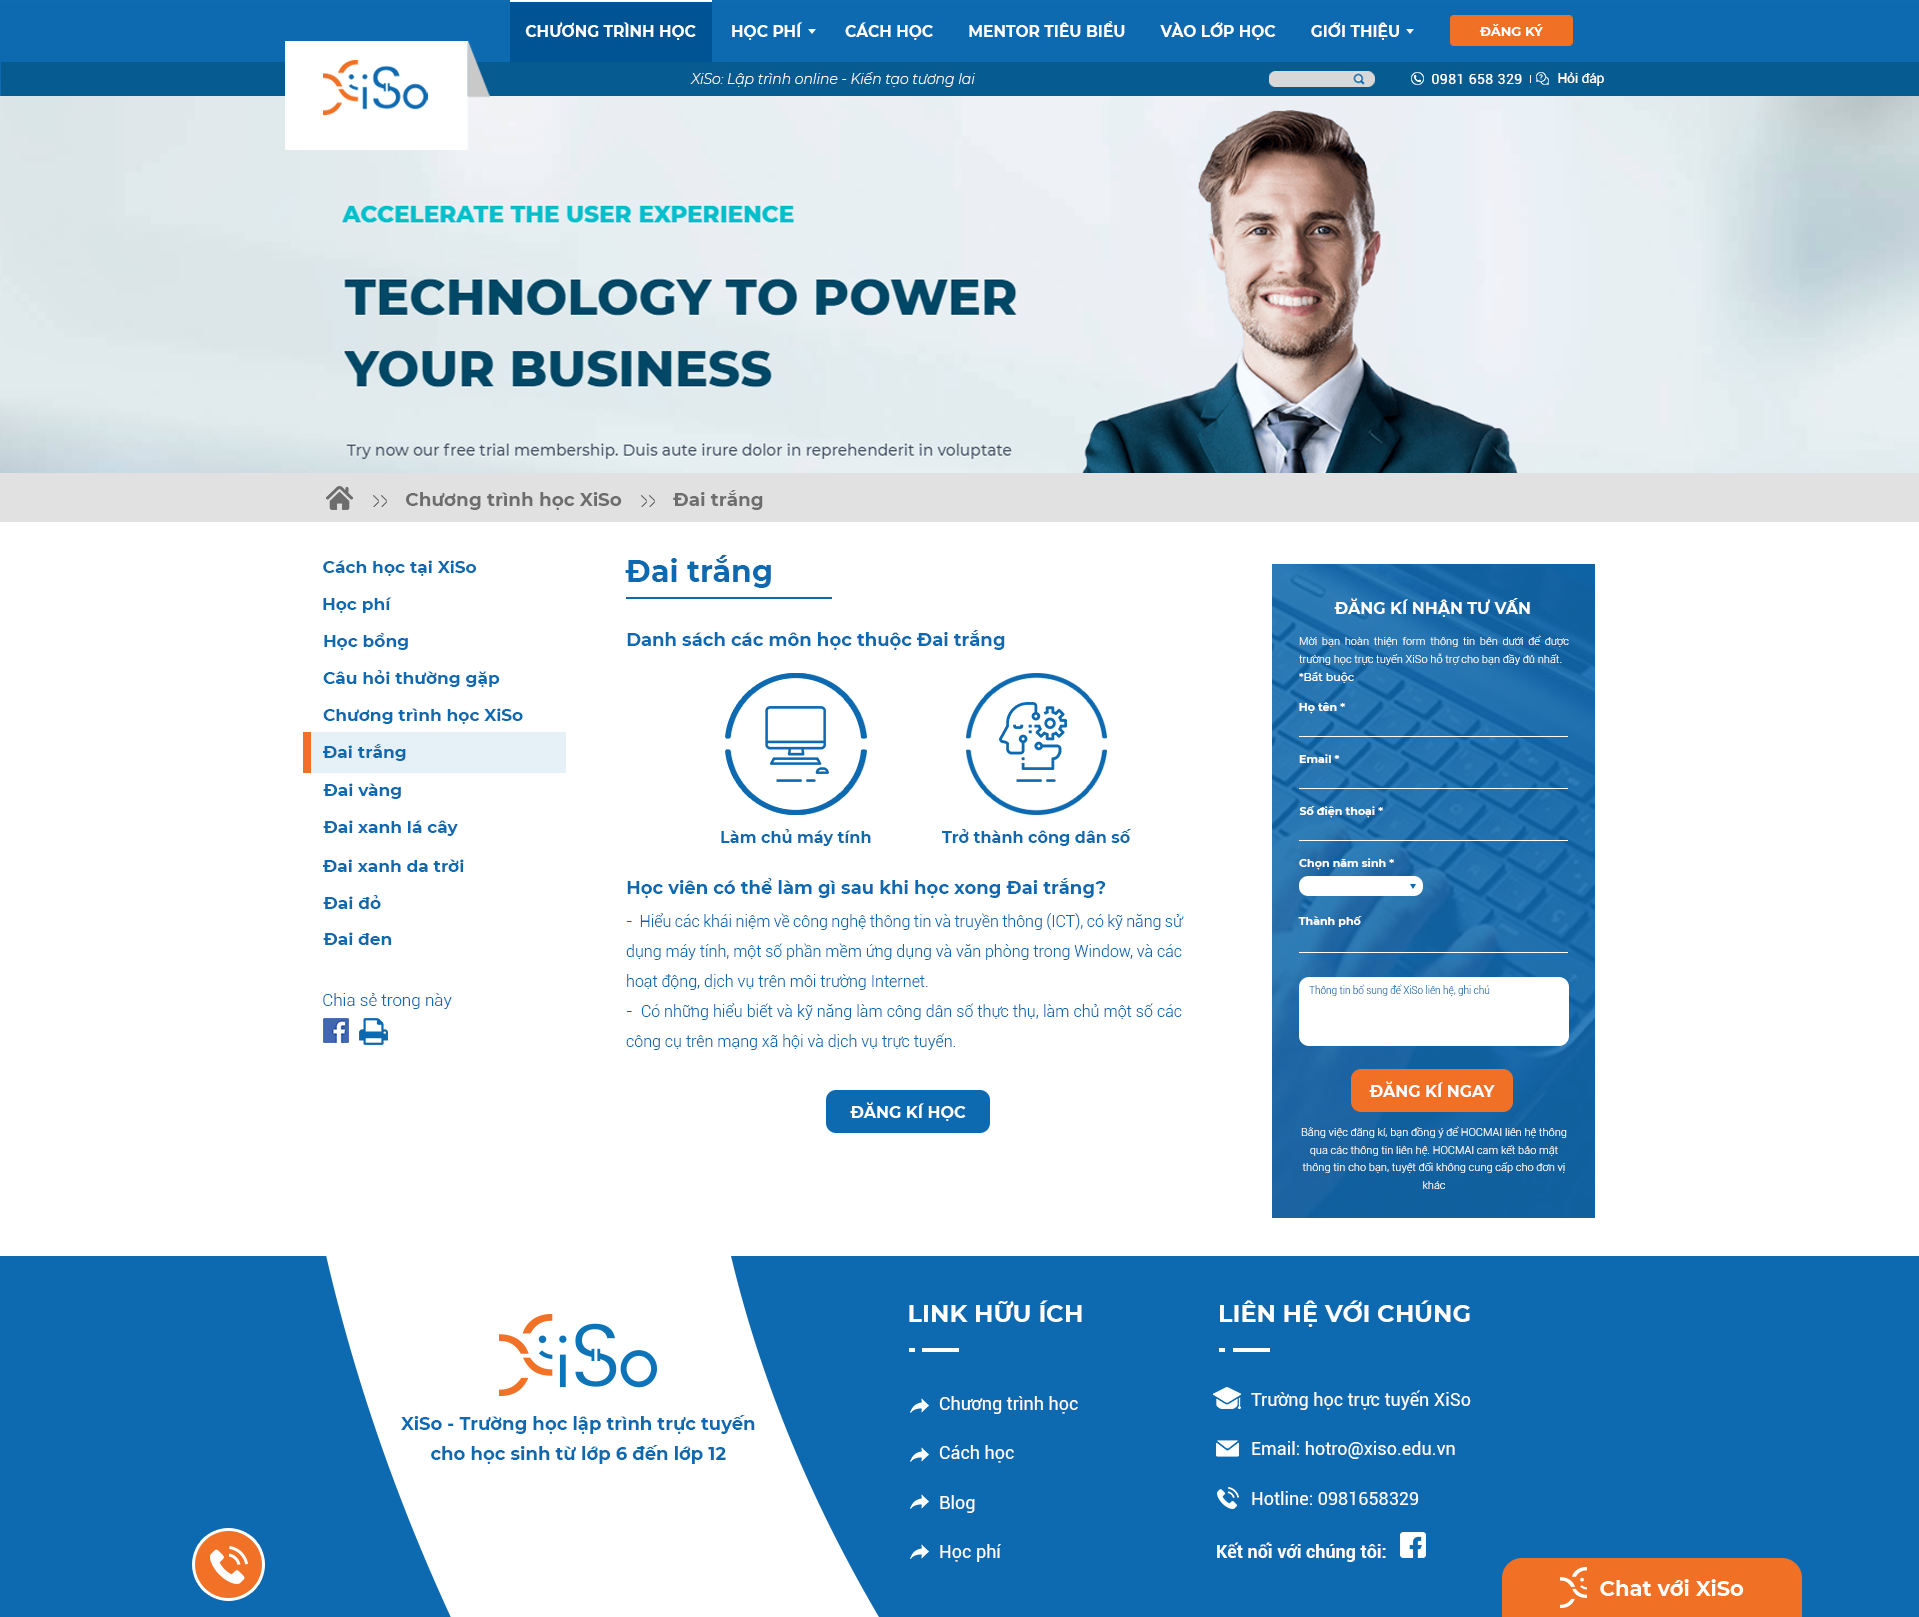 CHƯƠNG TRÌNH HỌC
HỌC PHÍ
CÁCH HỌC
MENTOR TIÊU BIỂU
VÀO LỚP HỌC
GIỚI THIỆU
ĐĂNG KÝ
XiSo
XiSo: Lập trình online - Kiến tạo tương lai
0981 658 329
Hỏi đáp
ACCELERATE THE USER EXPERIENCE
TECHNOLOGY TO POWER
YOUR BUSINESS
Try now our free trial membership. Duis aute irure dolor in reprehenderit in voluptate
Chương trình học XiSo
Đai trắng
Cách học tại XiSo
Học phí
Học bổng
Câu hỏi thường gặp
Chương trình học XiSo
Đai trắng
Đai vàng
Đai xanh lá cây
Đai xanh da trời
Đai đỏ
Đai đen
Chia sẻ trong này
Đai trắng
Danh sách các môn học thuộc Đai trắng
Làm chủ máy tính
Trở thành công dân số
Học viên có thể làm gì sau khi học xong Đai trắng?
- Hiểu các khái niệm về công nghệ thông tin và truyền thông (ICT), có kỹ năng sử
dụng máy tính, một số phần mềm ứng dụng và văn phòng trong Window, và các
hoạt động, dịch vụ trên môi trường Internet.
- Có những hiểu biết và kỹ năng làm công dân số thực thụ, làm chủ một số các
công cụ trên mạng xã hội và dịch vụ trực tuyến.
ĐĂNG KÍ HỌC
ĐĂNG KÍ NHẬN TƯ VẤN
Mời bạn hoàn thiện form thông tin bên dưới để được
trường học trực tuyến XiSo hỗ trợ cho bạn đầy đủ nhất.
*Bắt buộc
Họ tên *
Email *
Số điện thoại *
Chọn năm sinh *
Thành phố
Thông tin bổ sung để XiSo liên hệ, ghi chú
ĐĂNG KÍ NGAY
Bằng việc đăng kí, bạn đồng ý để HOCMAI liên hệ thông
qua các thông tin liên hệ. HOCMAI cam kết bảo mật
thông tin cho bạn, tuyệt đối không cung cấp cho đơn vị
khác
XiSo
XiSo - Trường học lập trình trực tuyến
cho học sinh từ lớp 6 đến lớp 12
LINK HỮU ÍCH
Chương trình học
Cách học
Blog
Học phí
LIÊN HỆ VỚI CHÚNG
Trường học trực tuyến XiSo
Email: hotro@xiso.edu.vn
Hotline: 0981658329
Kết nối với chúng tôi:
Chat với XiSo